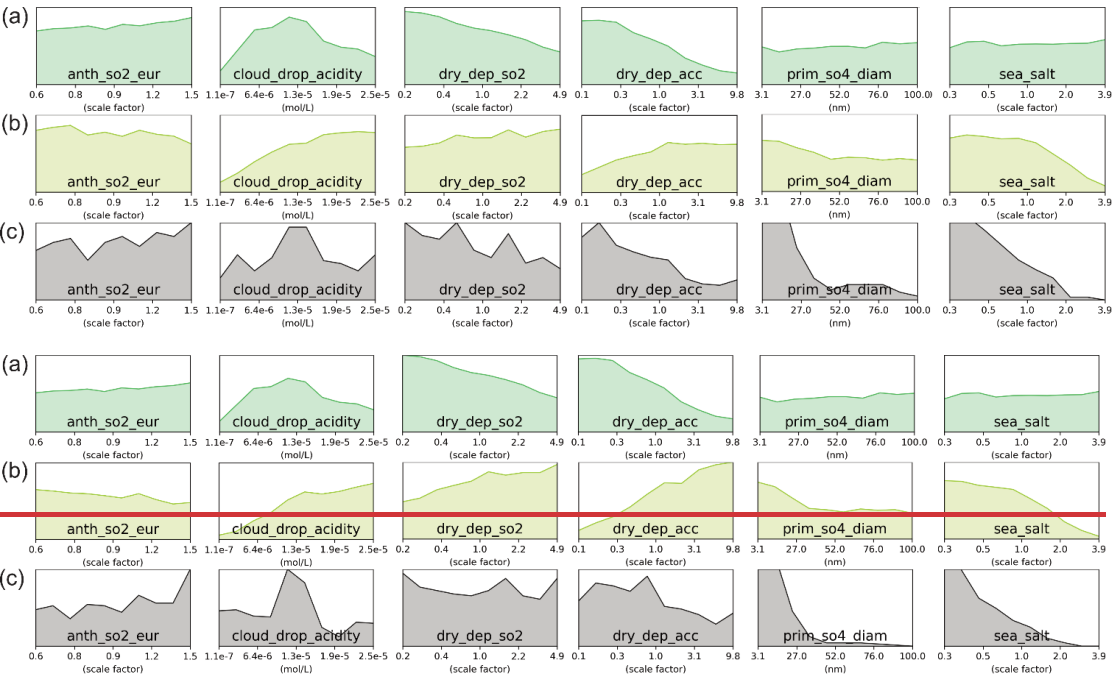 (a)
anth_so2_eur cloud_drop_acidity dry_dep_so2 dry_dep_acc prim_so4_diam sea_salt
0.6 0.8 0.9 1.2 1.5 1.1e-7 6.4e-6 1.3e-5 1.9e-5 2.5e-5 0.2 0.4 1.0 2.2 4.9 0.1 0.3 1.0 3.1 9.8 3.1 27.0 52.0 76.0 100.0 0.3 0.5 1.0 2.0 3.9
(scale factor) (mol/L) (scale factor) (scale factor) (nm) (scale factor)
(b)
anth_so2_eur cloud_drop_acidity dry_dep_so2 dry_dep_acc prim_so4_diam sea_salt
0.6 0.8 0.9 1.2 1.5 1.1e-7 6.4e-6 1.3e-5 1.9e-5 2.5e-5 0.2 0.4 1.0 2.2 4.9 0.1 0.3 1.0 3.1 9.8 3.1 27.0 52.0 76.0 100.0 0.3 0.5 1.0 2.0 3.9
(scale factor) (mol/L) (scale factor) (scale factor) (nm) (scale factor)
(c)
anth_so2_eur cloud_drop_acidity dry_dep_so2 dry_dep_acc prim_so4_diam sea_salt
0.6 0.8 0.9 1.2 1.5 1.1e-7 6.4e-6 1.3e-5 1.9e-5 2.5e-5 0.2 0.4 1.0 2.2 4.9 0.1 0.3 1.0 3.1 9.8 3.1 27.0 52.0 76.0 100.0 0.3 0.5 1.0 2.0 3.9
(scale factor) (mol/L) (scale factor) (scale factor) (nm) (scale factor)
(a)
anth_so2_eur cloud_drop_acidity dry_dep_so2 dry_dep_acc prim_so4_diam sea_salt
0.6 0.8 0.9 1.2 1.5 1.1e-7 6.4e-6 1.3e-5 1.9e-5 2.5e-5 0.2 0.4 1.0 2.2 4.9 0.1 0.3 1.0 3.1 9.8 3.1 27.0 52.0 76.0 100.0 0.3 0.5 1.0 2.0 3.9
(scale factor) (mol/L) (scale factor) (scale factor) (nm) (scale factor)
(b)
anth_so2_eur cloud_drop_acidity dry_dep_so2 dry_dep_acc prim_so4_diam sea_salt
0.6 0.8 0.9 1.2 1.5 1.1e-7 6.4e-6 1.3e-5 1.9e-5 2.5e-5 0.2 0.4 1.0 2.2 4.9 0.1 0.3 1.0 3.1 9.8 3.1 27.0 52.0 76.0 100.0 0.3 0.5 1.0 2.0 3.9
(scale factor) (mol/L) (scale factor) (scale factor) (nm) (scale factor)
(c)
anth_so2_eur cloud_drop_acidity dry_dep_so2 dry_dep_acc prim_so4_diam sea_salt
0.6 0.8 0.9 1.2 1.5 1.1e-7 6.4e-6 1.3e-5 1.9e-5 2.5e-5 0.2 0.4 1.0 2.2 4.9 0.1 0.3 1.0 3.1 9.8 3.1 27.0 52.0 76.0 100.0 0.3 0.5 1.0 2.0 3.9
(scale factor) (mol/L) (scale factor) (scale factor) (nm) (scale factor)